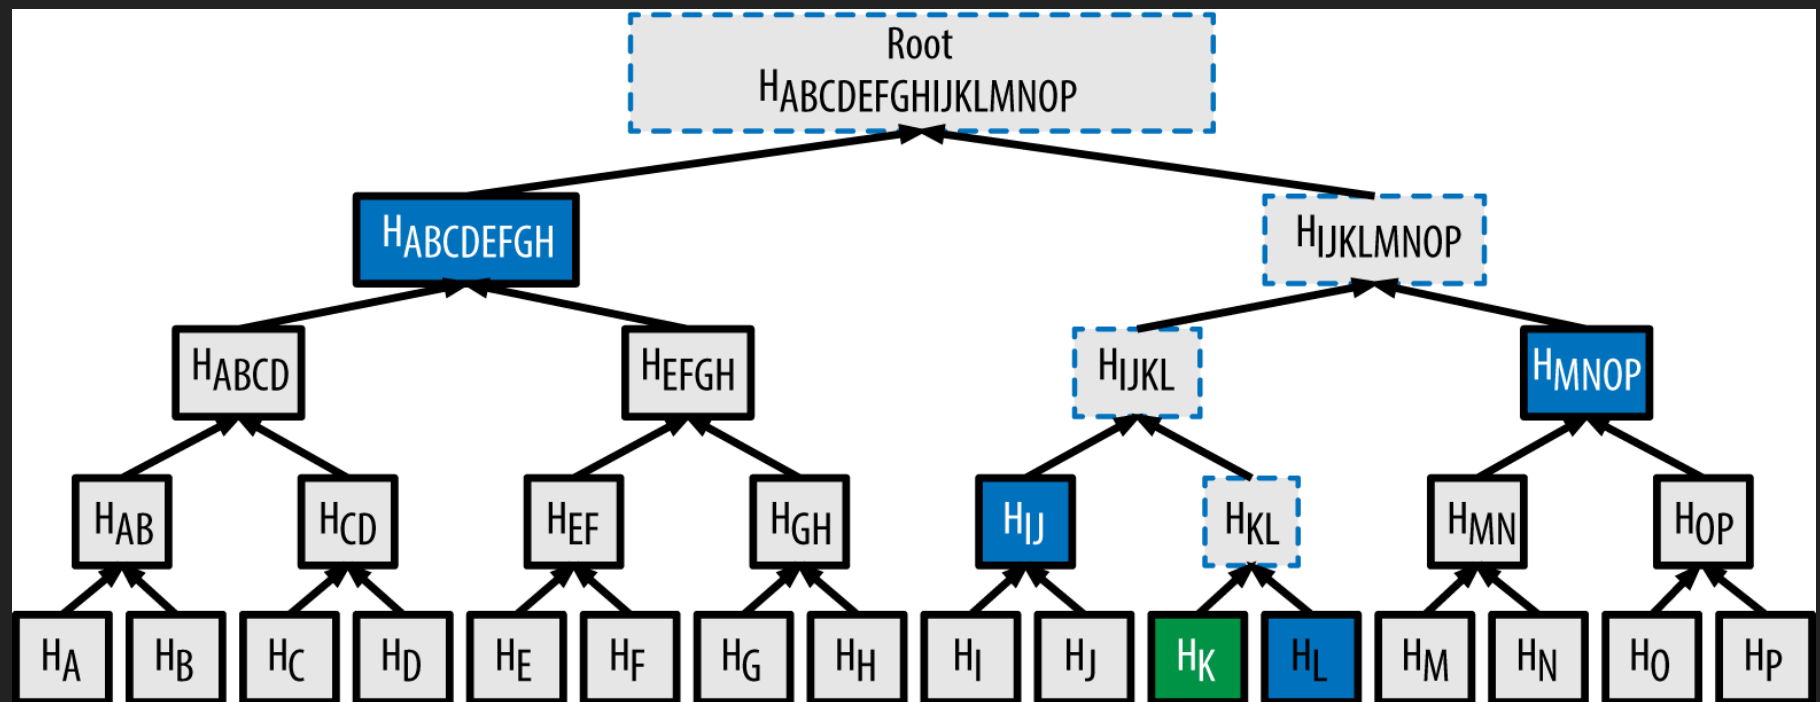 Root
HABCDEFGHIJKLMNOP
HABCDEFGH
HIJKLMNOP
HABCD
HEFGH
HIJKL
HMNOP
HAB
HCD
HEF
HGH
HIJ
HKL
HMN
HOP
HA
HB
HC
HD
HE
HF
HG
HH
HI
HJ
HK
HL
HM
HN
HO
HP